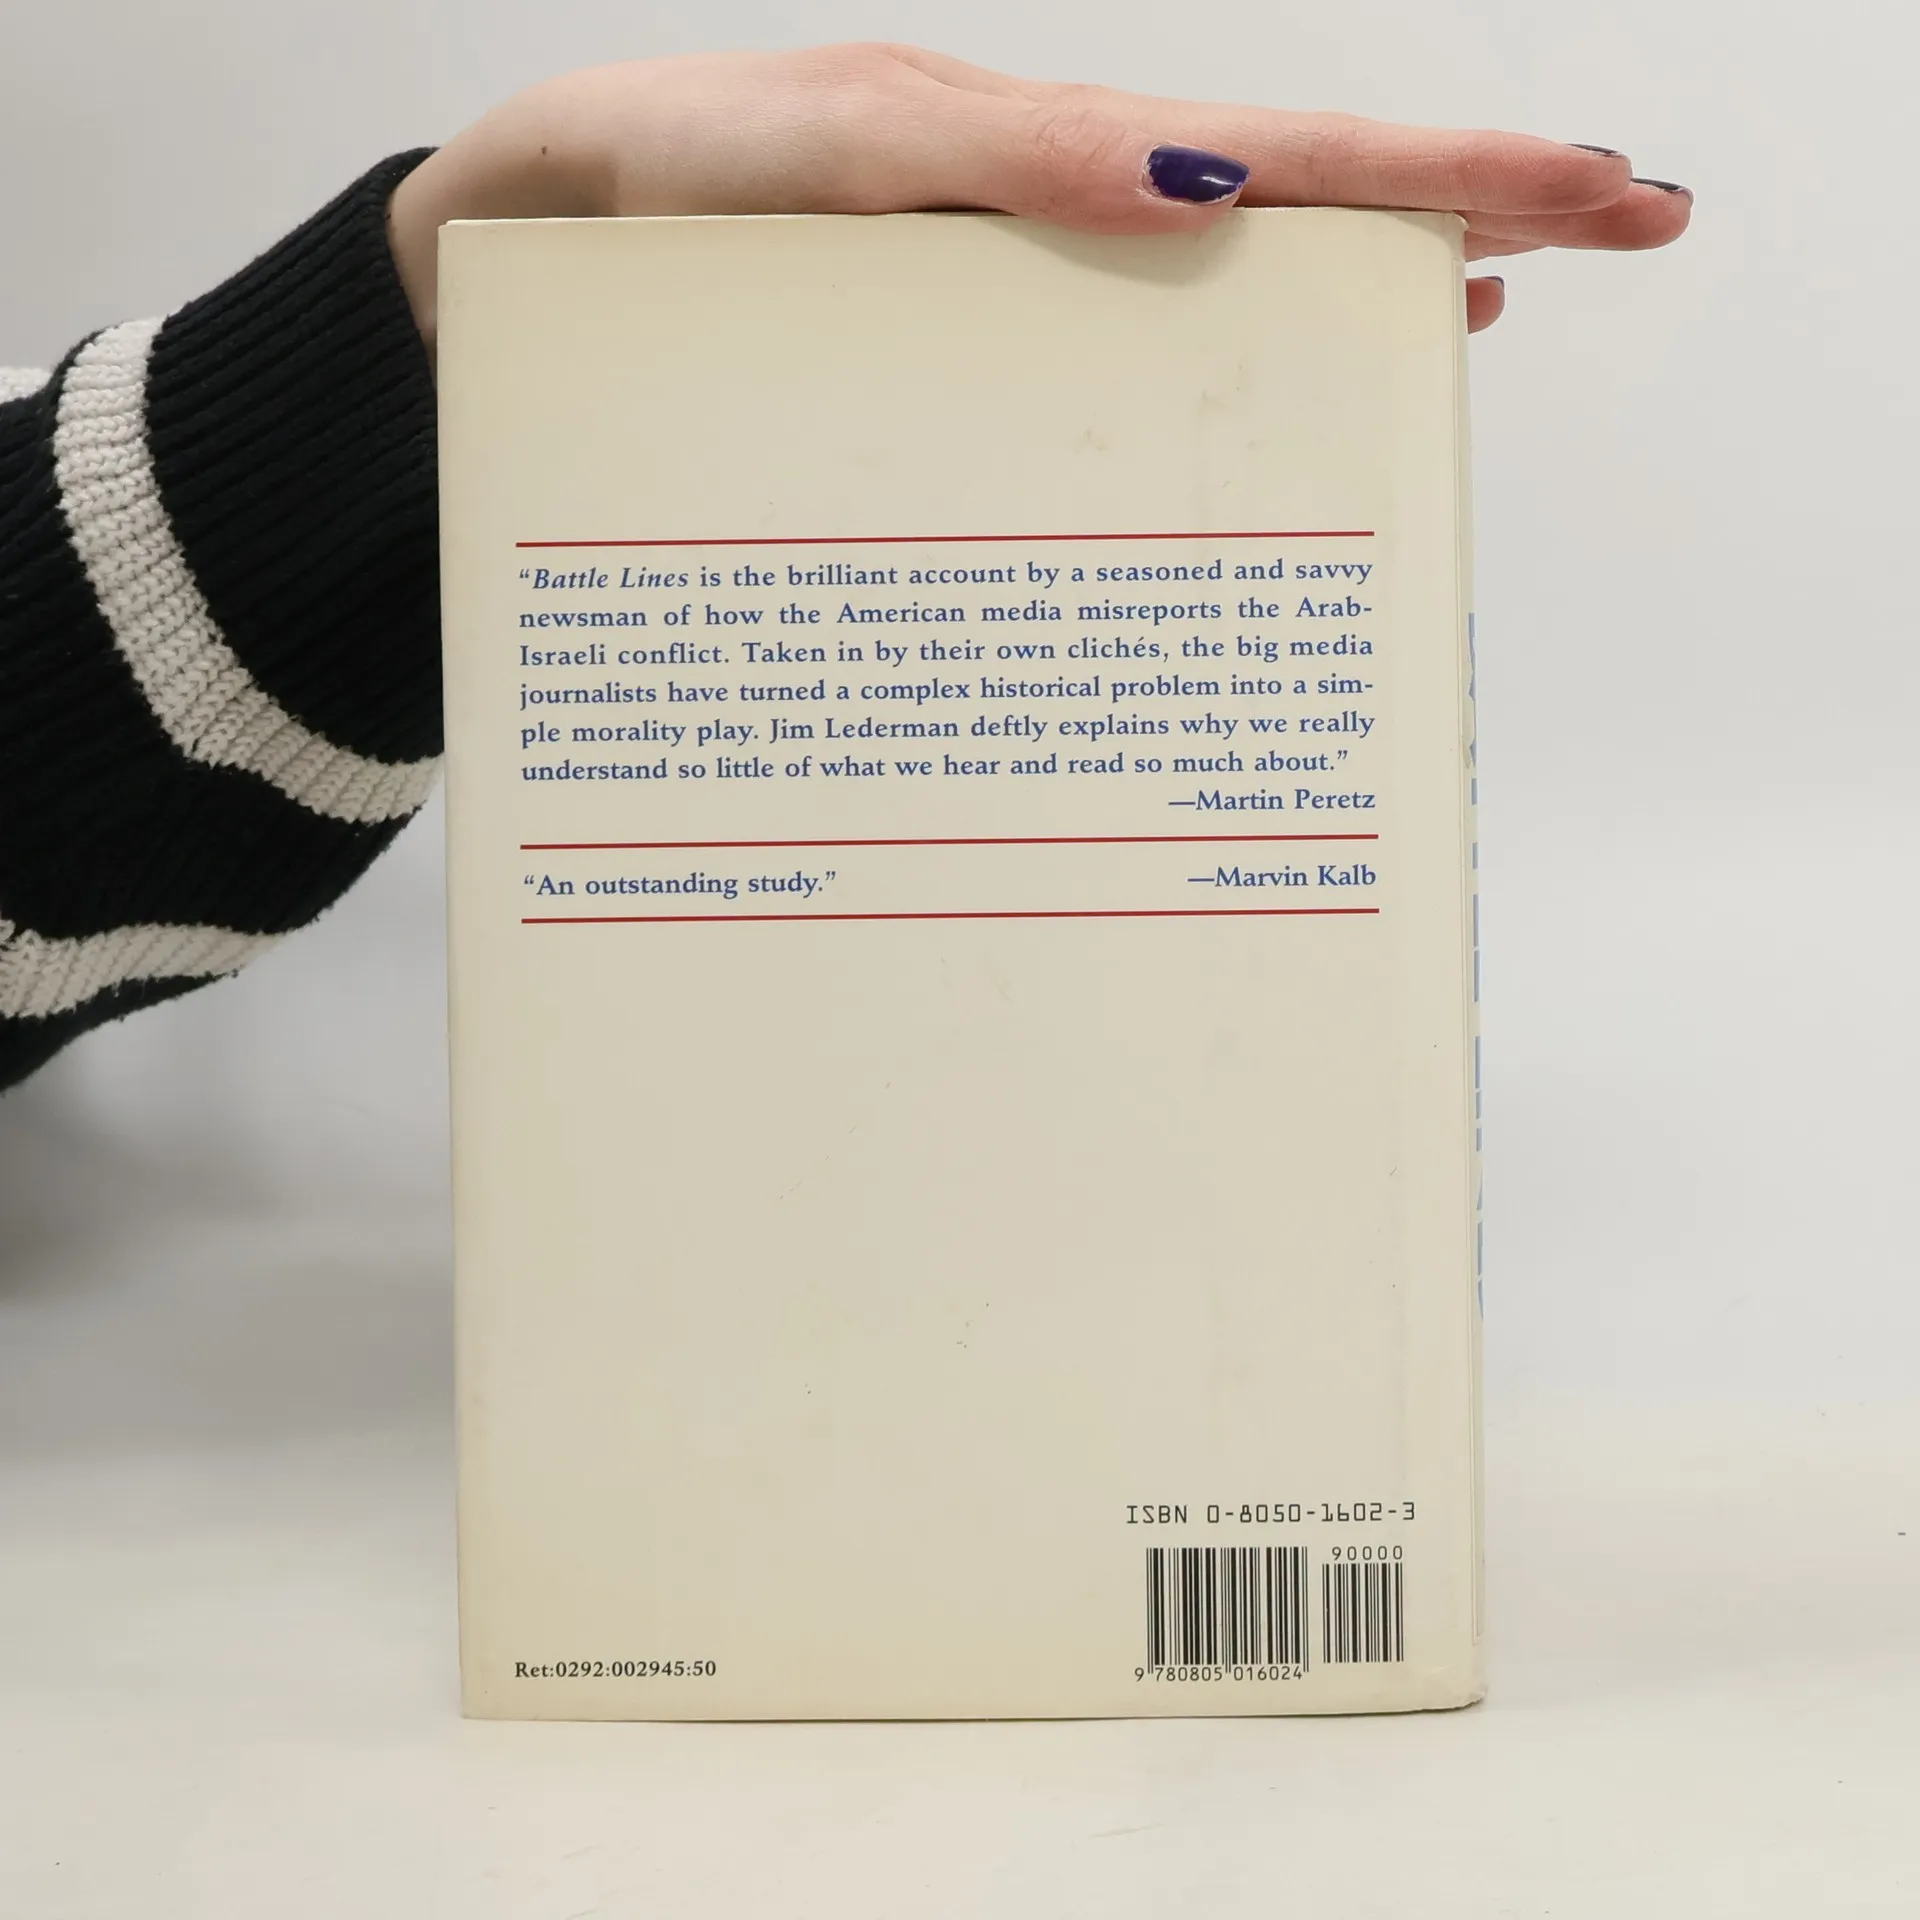 “Battle Lines is the brilliant account by a seasoned and savvy
newsman of how the American media misreports the Arab-
Israeli conflict. Taken in by their own clichés, the big media
journalists have turned a complex historical problem into a sim-
ple morality play. Jim Lederman deftly explains why we really
understand so little of what we hear and read so much about.”
—Martin Peretz
“An outstanding study.” —Marvin Kalb
ISBN 0-8050-1602-3
90000
9 780805 016024
Ret:0292:002945:50